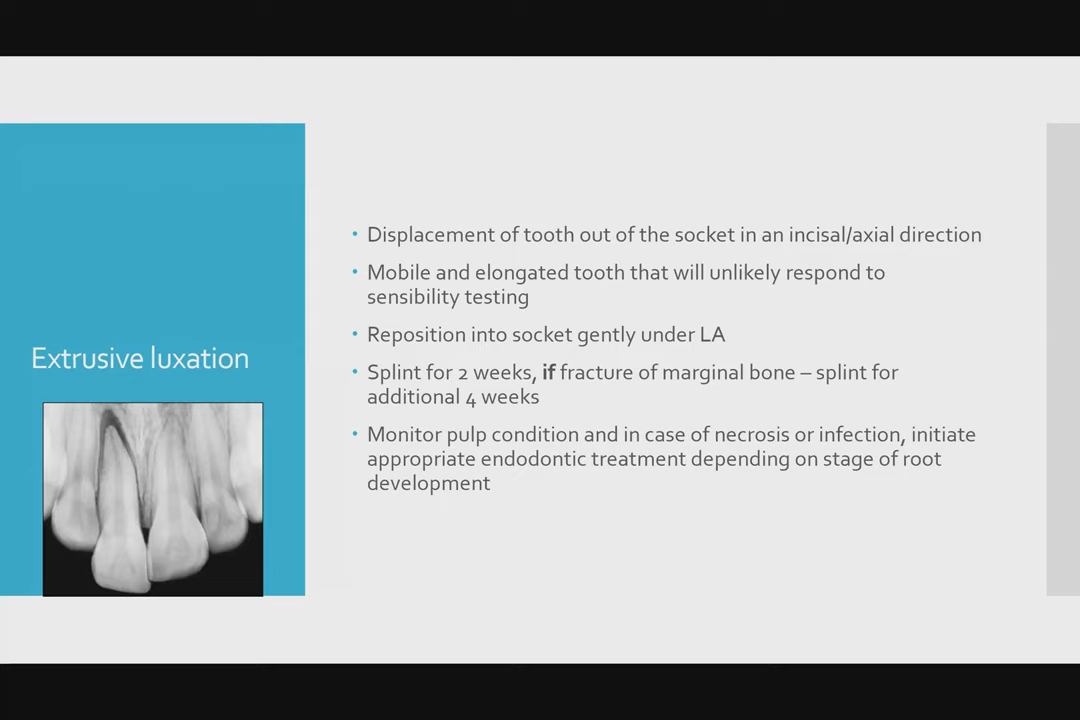 Extrusive luxation
• Displacement of tooth out of the socket in an incisal/axial direction
• Mobile and elongated tooth that will unlikely respond to
sensibility testing
• Reposition into socket gently under LA
• Splint for 2 weeks, if fracture of marginal bone – splint for
additional 4 weeks
• Monitor pulp condition and in case of necrosis or infection, initiate
appropriate endodontic treatment depending on stage of root
development